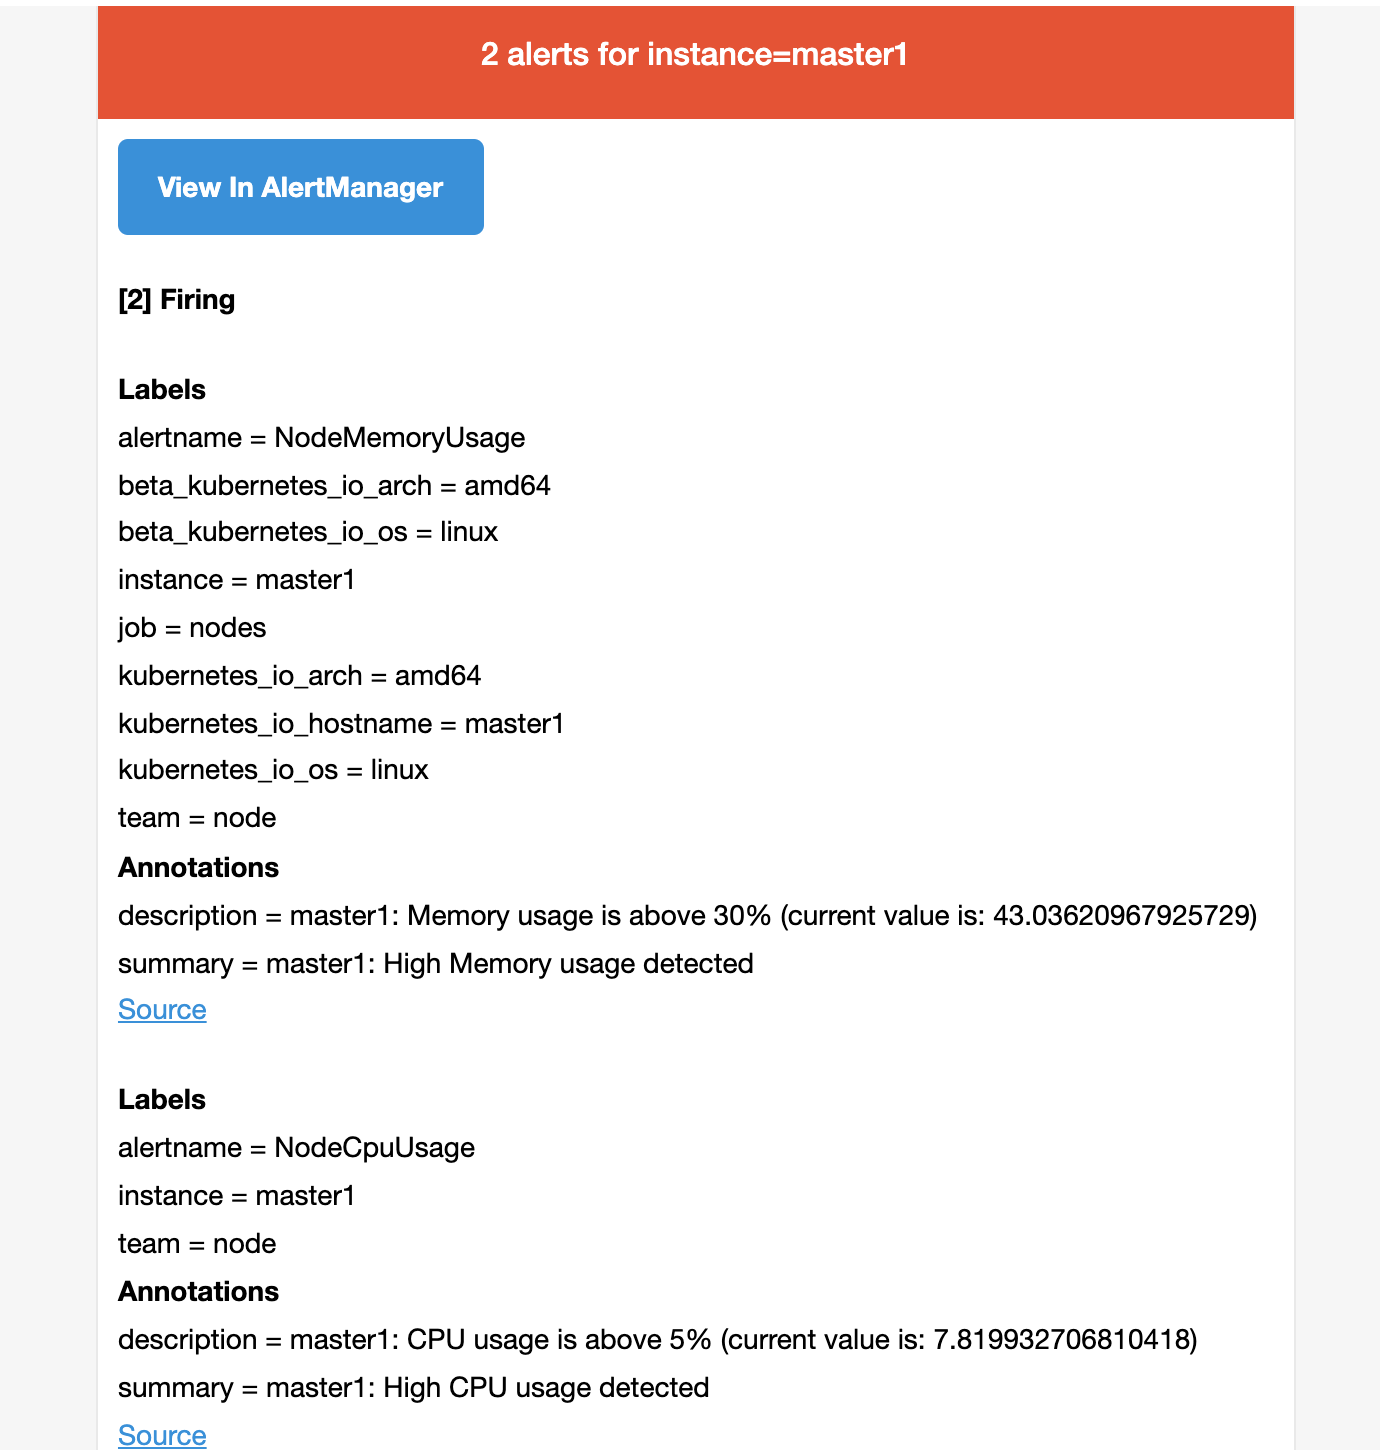 2 alerts for instance=master1
View In AlertManager
[2] Firing
Labels
alertname = NodeMemoryUsage
beta_kubernetes_io_arch = amd64
beta_kubernetes_io_os = linux
instance = master1
job = nodes
kubernetes_io_arch = amd64
kubernetes_io_hostname = master1
kubernetes_io_os = linux
team = node
Annotations
description = master1: Memory usage is above 30% (current value is: 43.03620967925729)
summary = master1: High Memory usage detected
Source
Labels
alertname = NodeCpuUsage
instance = master1
team = node
Annotations
description = master1: CPU usage is above 5% (current value is: 7.819932706810418)
summary = master1: High CPU usage detected
Source